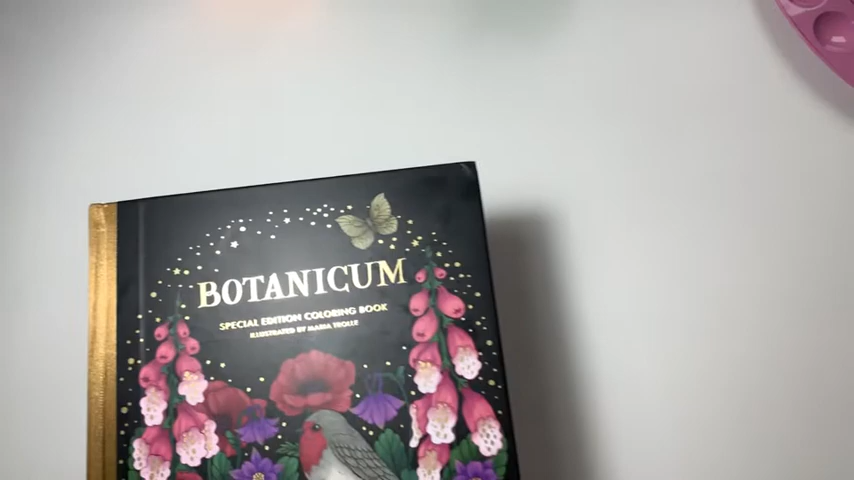 BOTANICUM
SPECIAL EDITION COLORING BOOK
ILLUSTRATED BY MARIA TROLLE